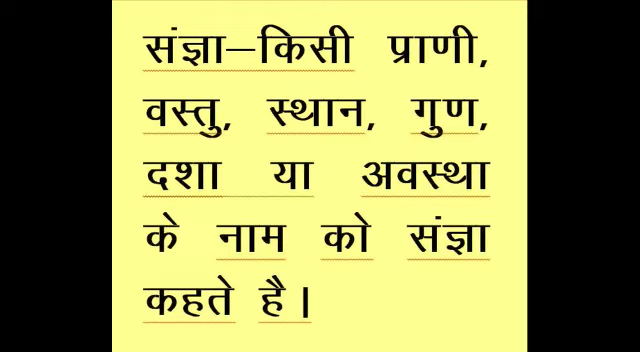 संज्ञा–किसी प्राणी,
वस्तु, स्थान, गुण,
दशा या अवस्था
के नाम को संज्ञा
कहते है।